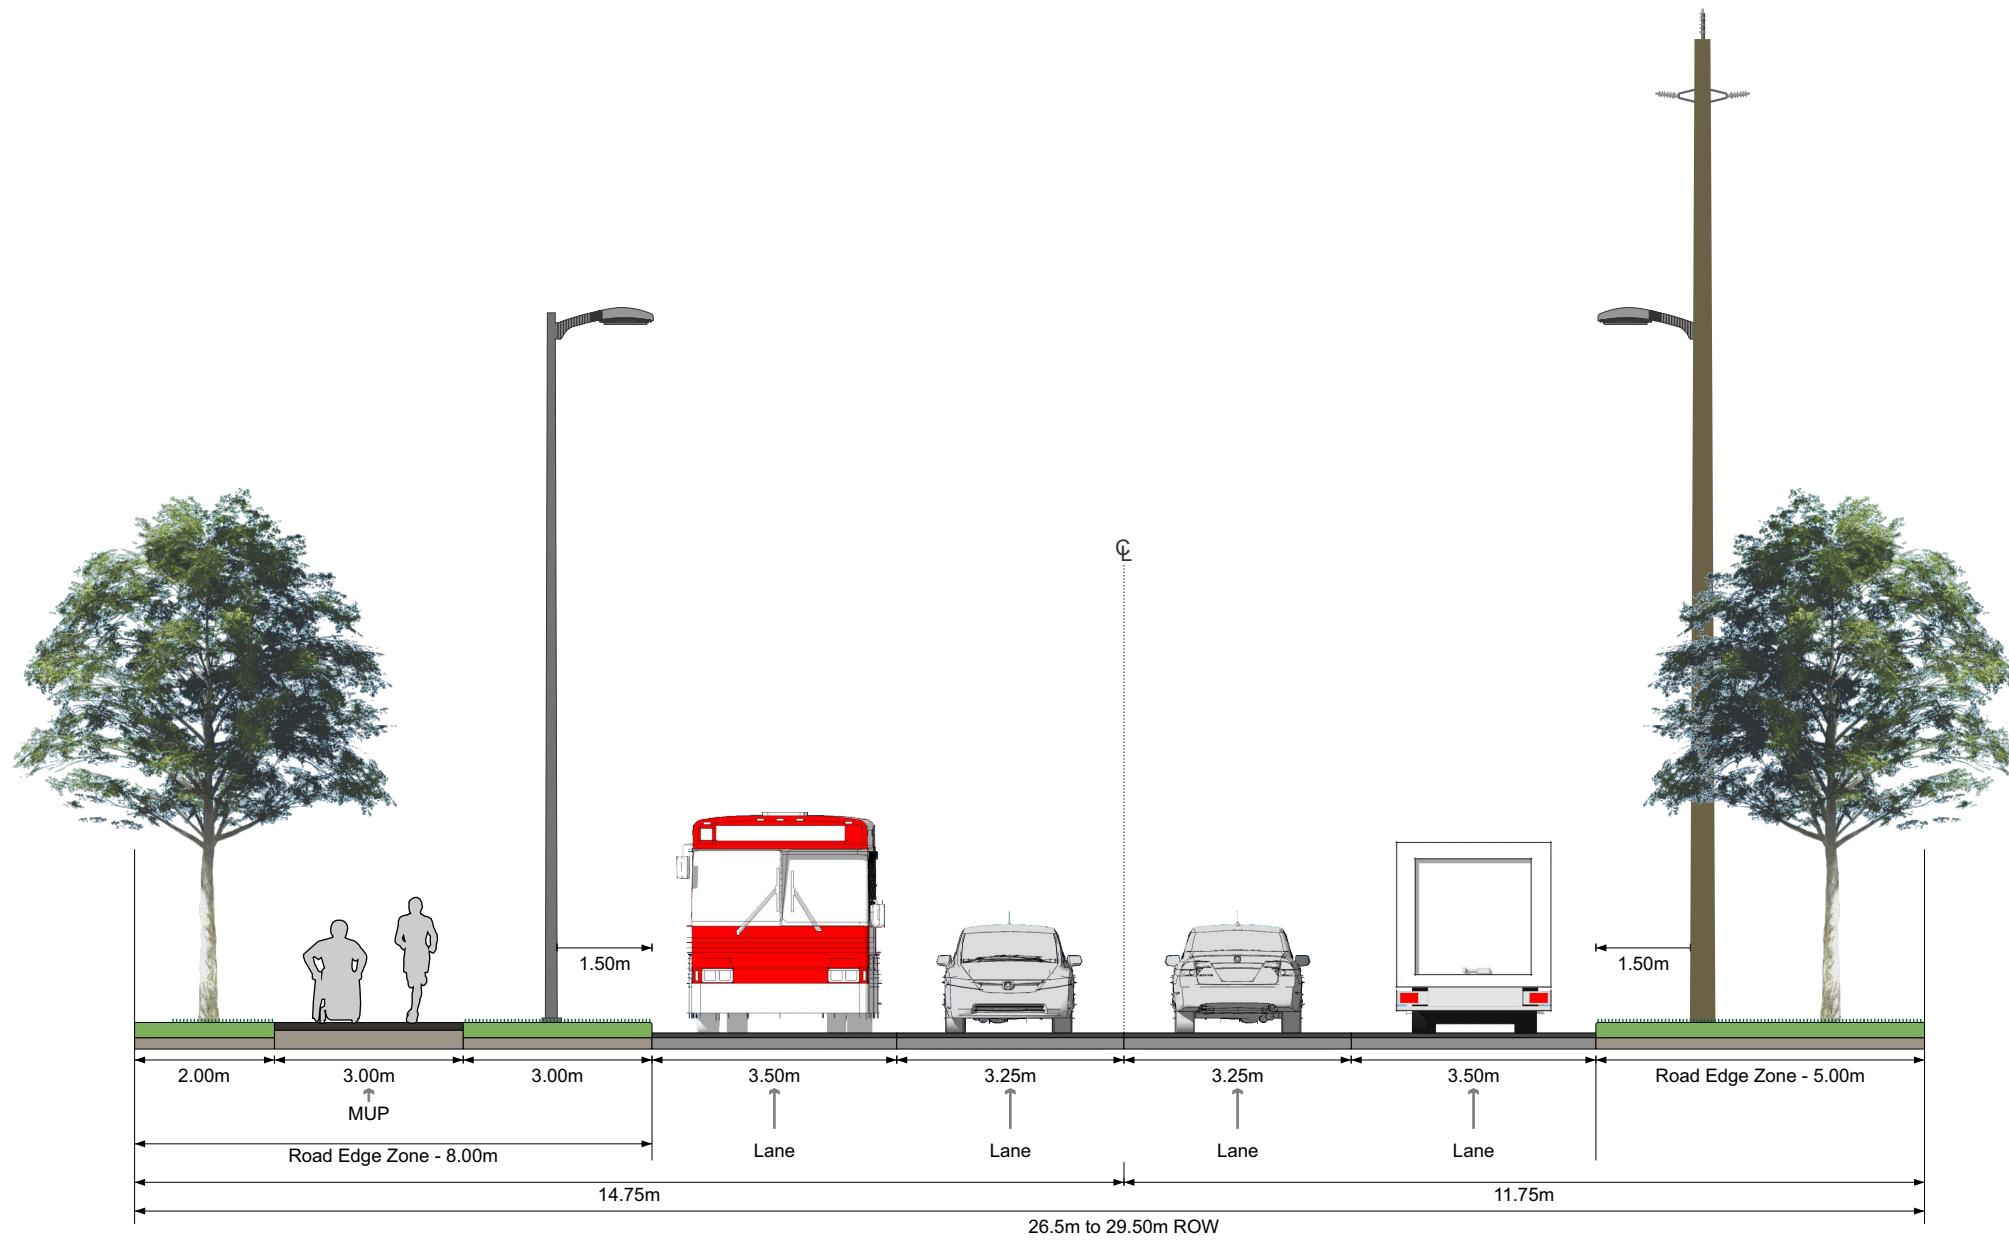 ℄
1.50m
1.50m
2.00m
3.00m
3.00m
3.50m
3.25m
3.25m
3.50m
Road Edge Zone - 5.00m
MUP
Lane
Lane
Lane
Lane
Road Edge Zone - 8.00m
14.75m
11.75m
26.5m to 29.50m ROW